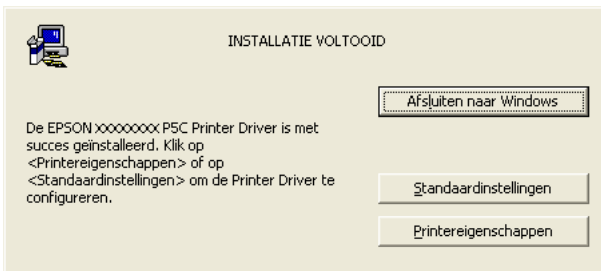 INSTALLATIE VOLTOOID
Afsluiten naar Windows
De EPSON XXXXXXXX P5C Printer Driver is met
succes geïnstalleerd. Klik op
<Printereigenschappen> of op
<Standaardinstellingen> om de Printer Driver te
configureren.
Standaardinstellingen
Printereigenschappen